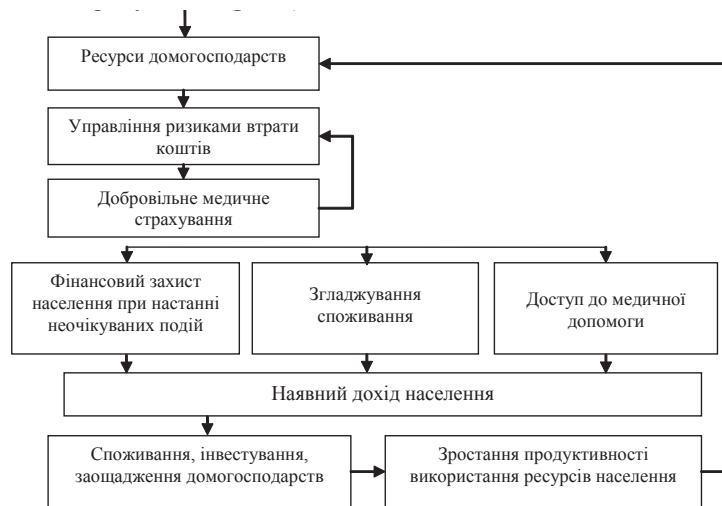 Ресурси домогосподарств
Управління ризиками втрати
коштів
Добровільне медичне
страхування
Фінансовий захист
населення при настанні
неочікуваних подій
Згладжування
споживання
Доступ до медичної
допомоги
Наявний дохід населення
Споживання, інвестування,
заощадження домогосподарств
Зростання продуктивності
використання ресурсів населення